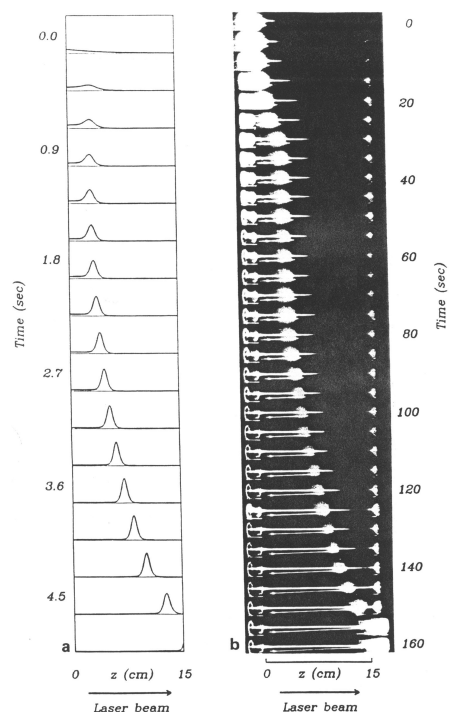 0.0
0.9
1.8
2.7
3.6
4.5
Time (sec)
a
0 z (cm) 15
Laser beam
b
0
20
40
60
80
100
120
140
160
Time (sec)
0 z (cm) 15
Laser beam